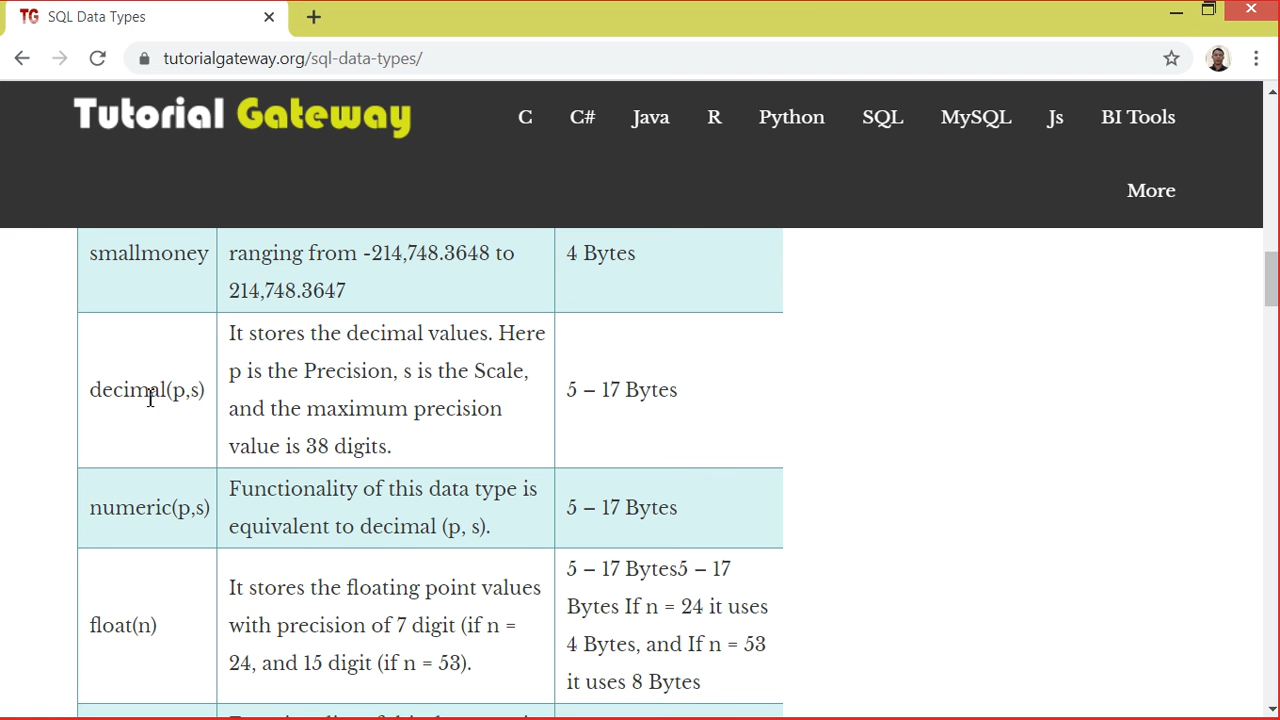 TG SQL Data Types
tutorialgateway.org/sql-data-types/
Tutorial Gateway
C C# Java R Python SQL MySQL Js BI Tools
More
smallmoney
ranging from -214,748.3648 to
214,748.3647
4 Bytes
decimal(p,s)
It stores the decimal values. Here
p is the Precision, s is the Scale,
and the maximum precision
value is 38 digits.
5 – 17 Bytes
numeric(p,s)
Functionality of this data type is
equivalent to decimal (p, s).
5 – 17 Bytes
float(n)
It stores the floating point values
with precision of 7 digit (if n =
24, and 15 digit (if n = 53).
5 – 17 Bytes5 – 17
Bytes If n = 24 it uses
4 Bytes, and If n = 53
it uses 8 Bytes